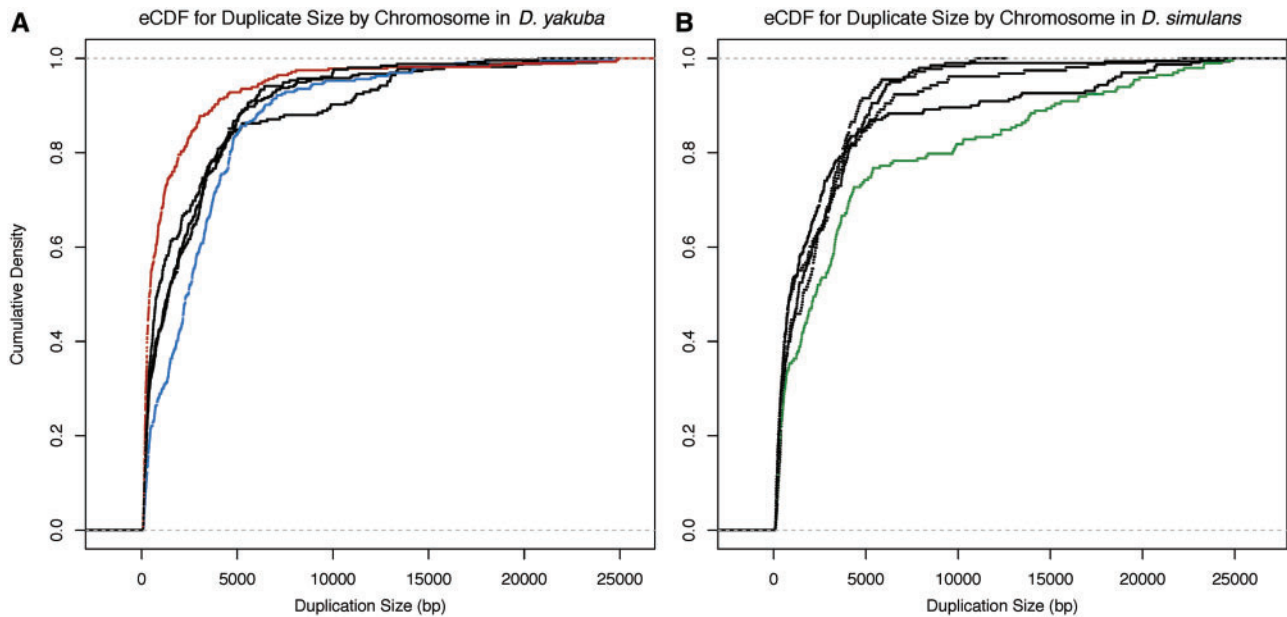 A
eCDF for Duplicate Size by Chromosome in D. yakuba
Cumulative Density
1.0
0.8
0.6
0.4
0.2
0.0
0 5000 10000 15000 20000 25000
Duplication Size (bp)
B
eCDF for Duplicate Size by Chromosome in D. simulans
1.0
0.8
0.6
0.4
0.2
0.0
0 5000 10000 15000 20000 25000
Duplication Size (bp)